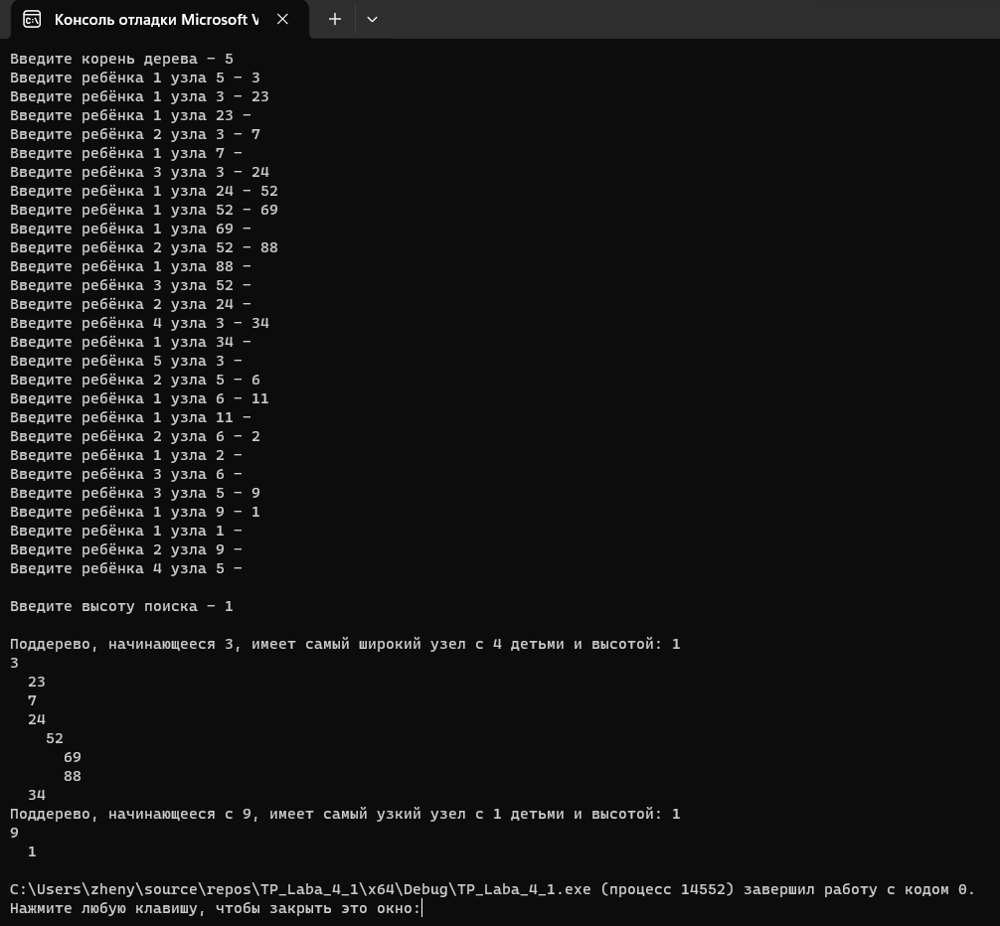 Консоль отладки Microsoft V
Введите корень дерева - 5
Введите ребёнка 1 узла 5 - 3
Введите ребёнка 1 узла 3 - 23
Введите ребёнка 1 узла 23 -
Введите ребёнка 2 узла 3 - 7
Введите ребёнка 1 узла 7 -
Введите ребёнка 3 узла 3 - 24
Введите ребёнка 1 узла 24 - 52
Введите ребёнка 1 узла 52 - 69
Введите ребёнка 1 узла 69 -
Введите ребёнка 2 узла 52 - 88
Введите ребёнка 1 узла 88 -
Введите ребёнка 3 узла 52 -
Введите ребёнка 2 узла 24 -
Введите ребёнка 4 узла 3 - 34
Введите ребёнка 1 узла 34 -
Введите ребёнка 5 узла 3 -
Введите ребёнка 2 узла 5 - 6
Введите ребёнка 1 узла 6 - 11
Введите ребёнка 1 узла 11 -
Введите ребёнка 2 узла 6 - 2
Введите ребёнка 1 узла 2 -
Введите ребёнка 3 узла 6 -
Введите ребёнка 3 узла 5 - 9
Введите ребёнка 1 узла 9 - 1
Введите ребёнка 1 узла 1 -
Введите ребёнка 2 узла 9 -
Введите ребёнка 4 узла 5 -
Введите высоту поиска - 1
Поддерево, начинающееся 3, имеет самый широкий узел с 4 детьми и высотой: 1
3
23
7
24
52
69
88
34
Поддерево, начинающееся с 9, имеет самый узкий узел с 1 детьми и высотой: 1
9
1
C:\Users\zheny\source\repos\TP_Laba_4_1\x64\Debug\TP_Laba_4_1.exe (процесс 14552) завершил работу с кодом 0.
Нажмите любую клавишу, чтобы закрыть это окно: